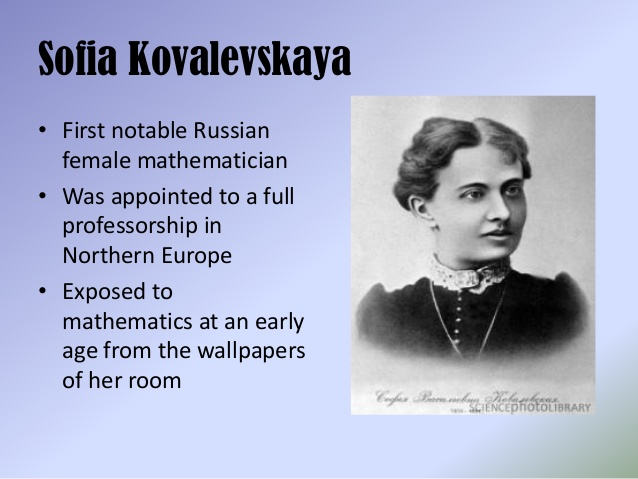 Sofia Kovalevskaya
• First notable Russian
female mathematician
• Was appointed to a full
professorship in
Northern Europe
• Exposed to
mathematics at an early
age from the wallpapers
of her room
Софья Васильевна Ковалевская
SCIENCEphotoLIBRARY